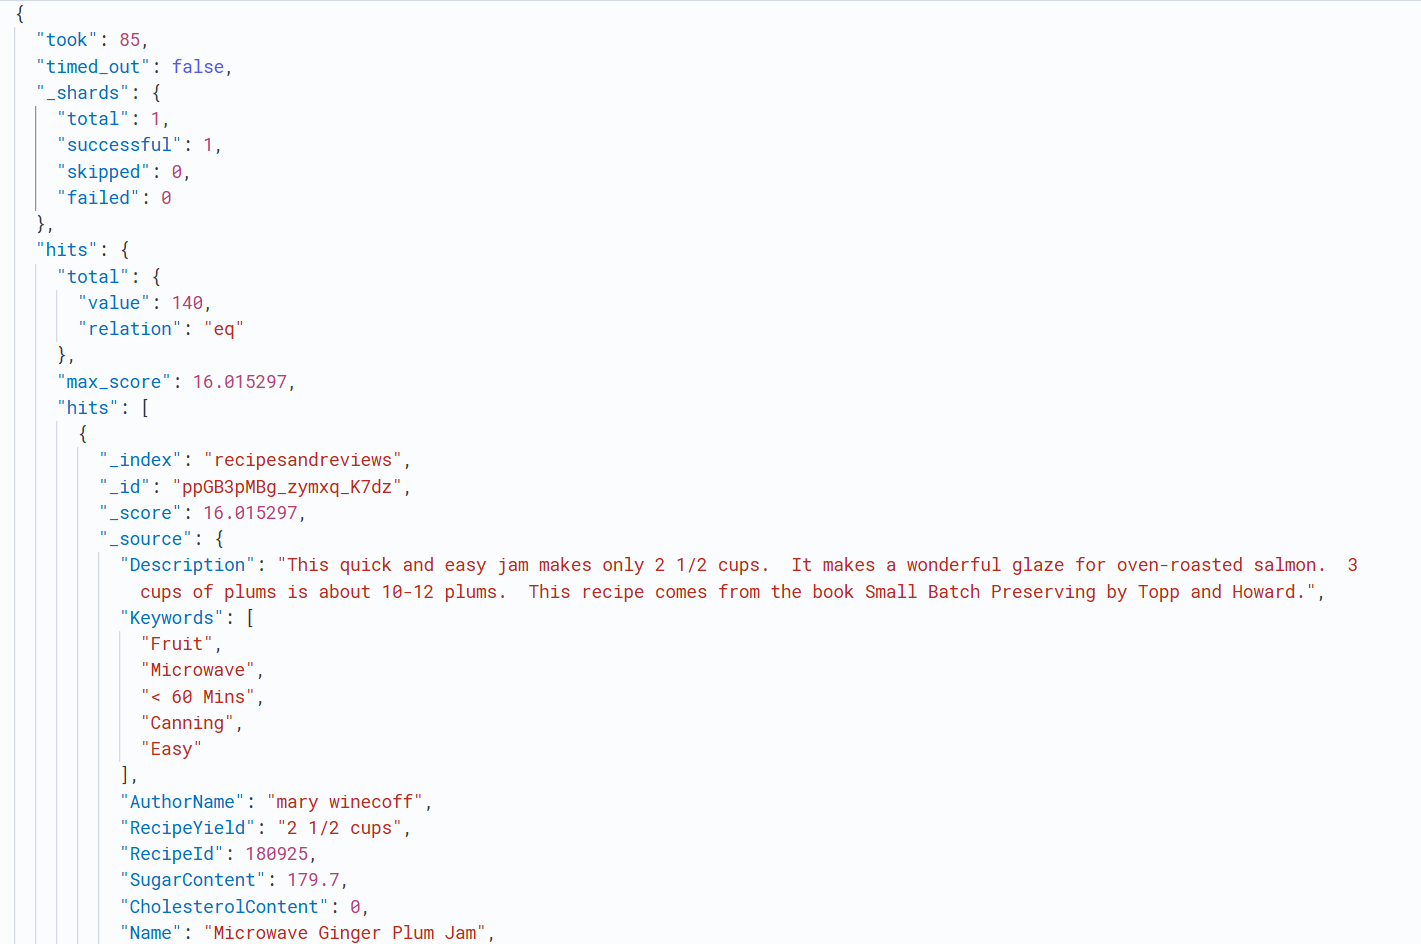 {
"took": 85,
"timed_out": false,
"_shards": {
"total": 1,
"successful": 1,
"skipped": 0,
"failed": 0
},
"hits": {
"total": {
"value": 140,
"relation": "eq"
},
"max_score": 16.015297,
"hits": [
{
"_index": "recipesandreviews",
"_id": "ppGB3pMBg_zymxq_K7dz",
"_score": 16.015297,
"_source": {
"Description": "This quick and easy jam makes only 2 1/2 cups.  It makes a wonderful glaze for oven-roasted salmon.  3
cups of plums is about 10-12 plums.  This recipe comes from the book Small Batch Preserving by Topp and Howard.",
"Keywords": [
"Fruit",
"Microwave",
"< 60 Mins",
"Canning",
"Easy"
],
"AuthorName": "mary winecoff",
"RecipeYield": "2 1/2 cups",
"RecipeId": 180925,
"SugarContent": 179.7,
"CholesterolContent": 0,
"Name": "Microwave Ginger Plum Jam",